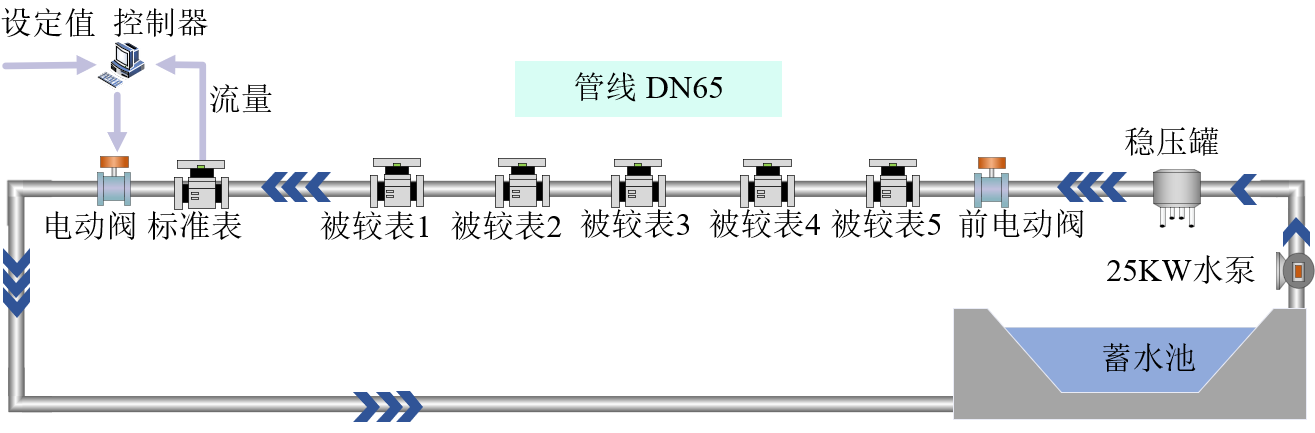 设定值 控制器
流量
管线 DN65
稳压罐
电动阀 标准表 被较表1 被较表2 被较表3 被较表4 被较表5 前电动阀
25KW水泵
蓄水池